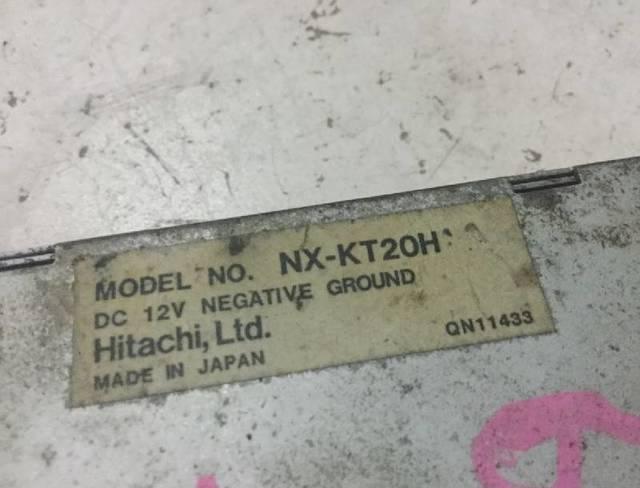 MODEL NO. NX-KT20H
DC 12V NEGATIVE GROUND
Hitachi, Ltd.
QN11433
MADE IN JAPAN